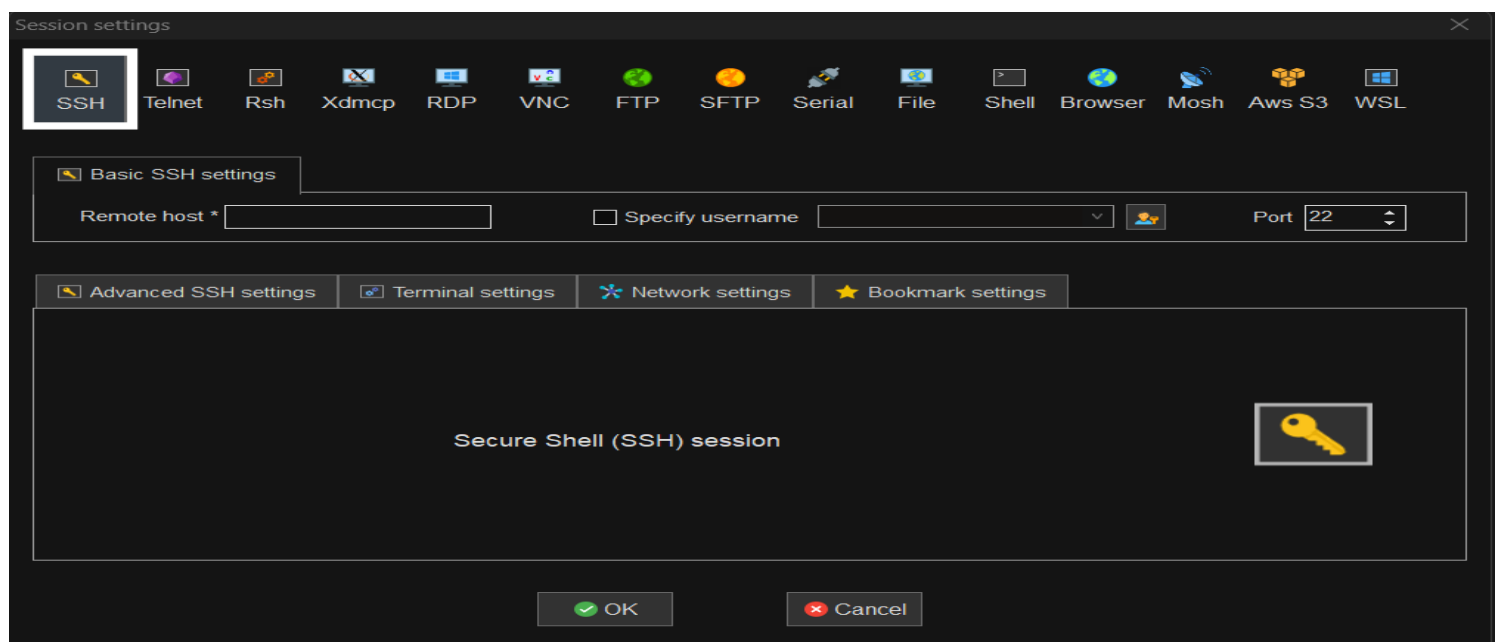 Session settings
SSH Telnet Rsh Xdmcp RDP VNC FTP SFTP Serial File Shell Browser Mosh Aws S3 WSL
Basic SSH settings
Remote host * Specify username Port 22
Advanced SSH settings Terminal settings Network settings Bookmark settings
Secure Shell (SSH) session
OK Cancel